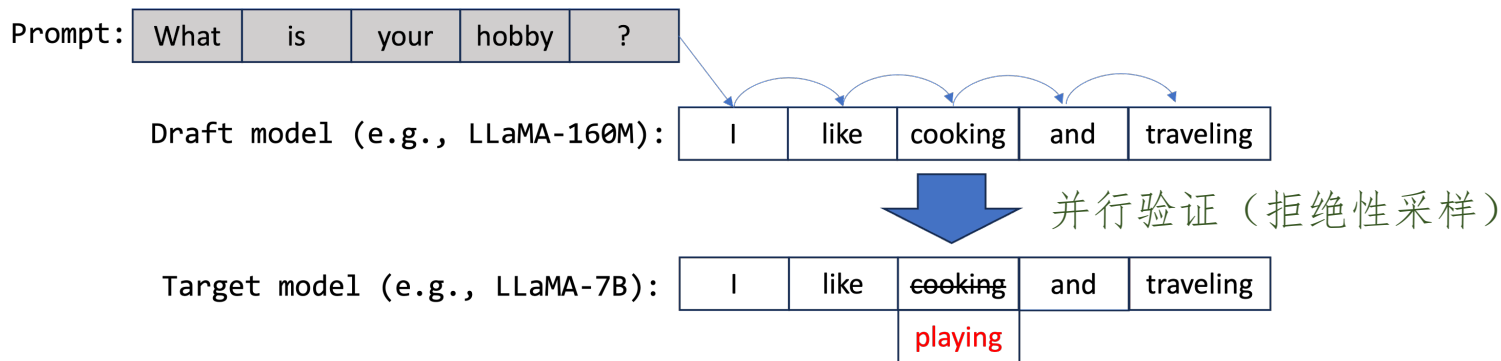 Prompt: What is your hobby ?
Draft model (e.g., LLaMA-160M): I like cooking and traveling
并行验证（拒绝性采样）
Target model (e.g., LLaMA-7B): I like cooking and traveling
playing